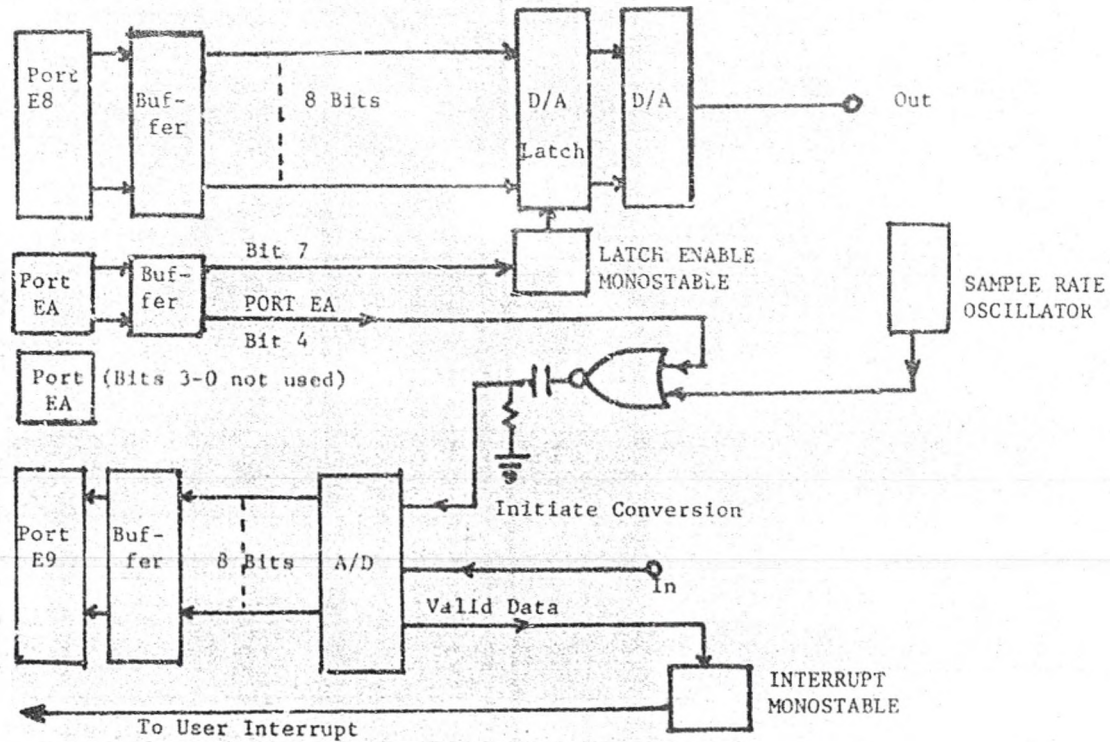 Port
E8
Buf-
fer
8 Bits
D/A
Latch
D/A
Out
Port
EA
Buf-
fer
Bit 7
PORT EA
Bit 4
LATCH ENABLE
MONOSTABLE
SAMPLE RATE
OSCILLATOR
Port
EA
(Bits 3-0 not used)
Initiate Conversion
Port
E9
Buf-
fer
8 Bits
A/D
In
Valid Data
INTERRUPT
MONOSTABLE
To User Interrupt